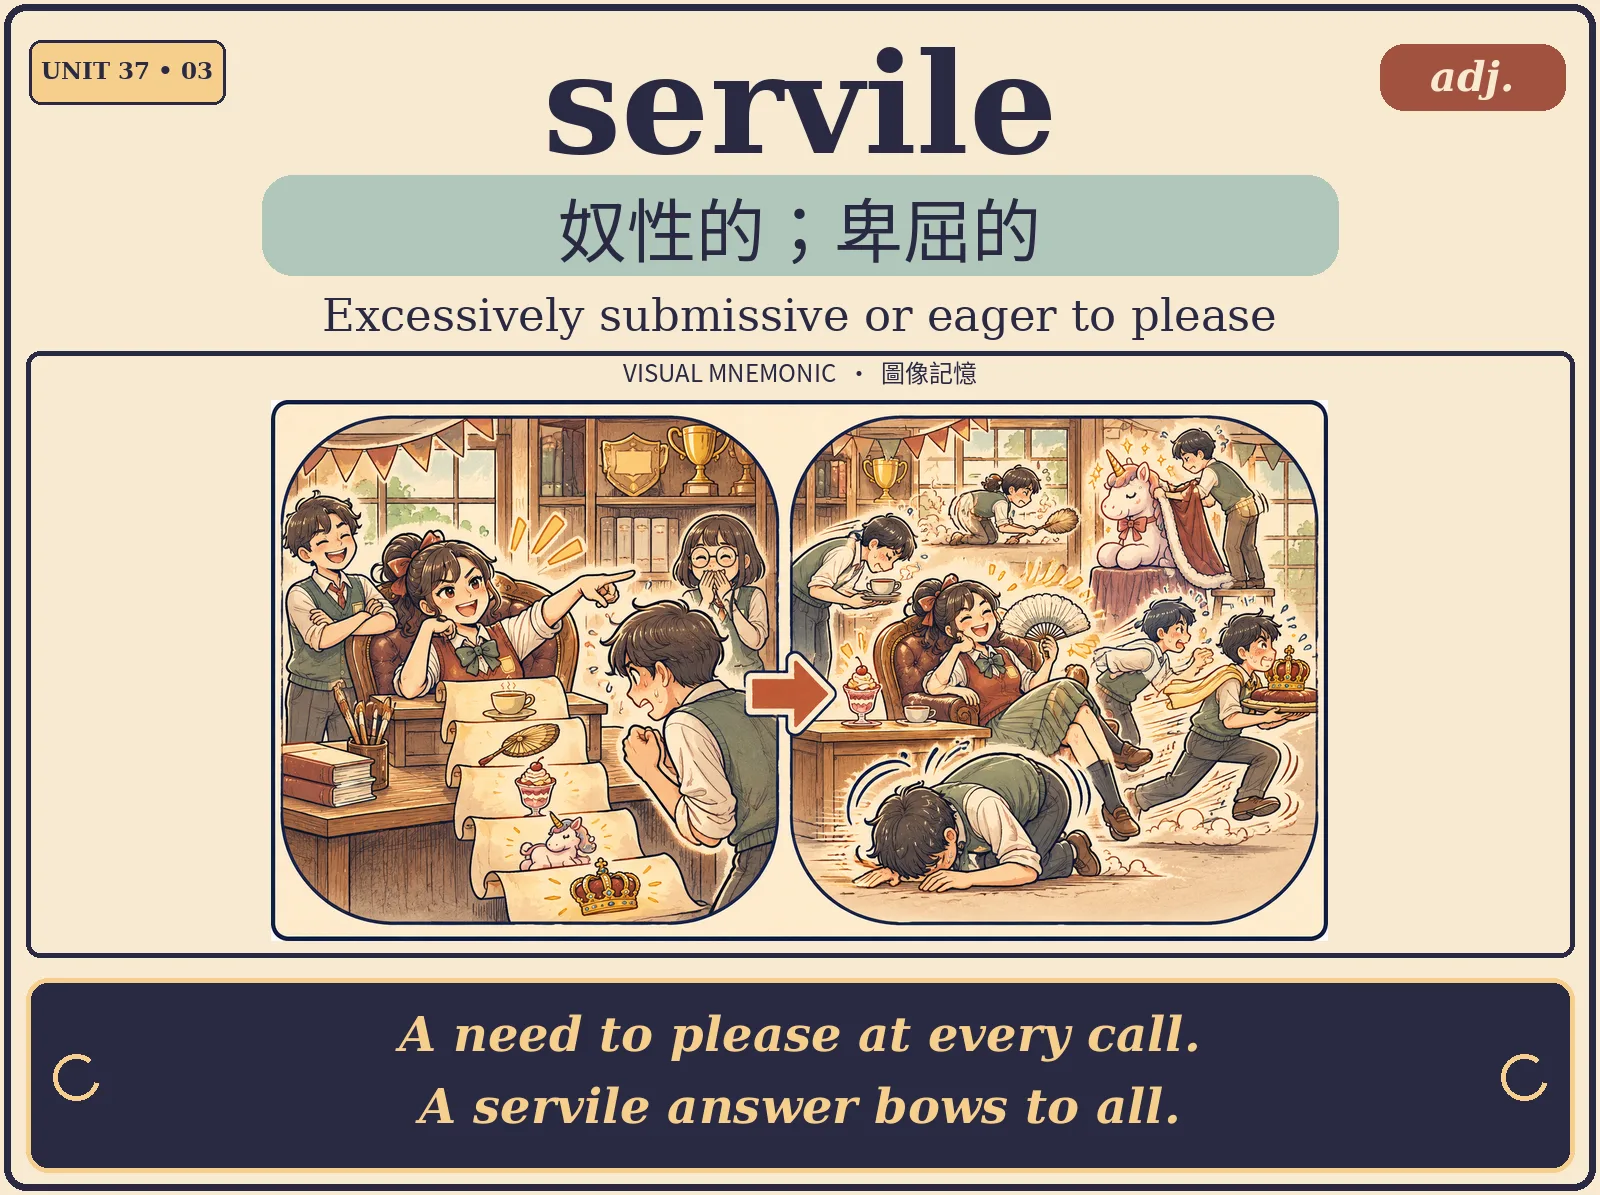 UNIT 37 • 03
servile
adj.
奴性的；卑屈的
Excessively submissive or eager to please
VISUAL MNEMONIC • 圖像記憶
A need to please at every call.
A servile answer bows to all.